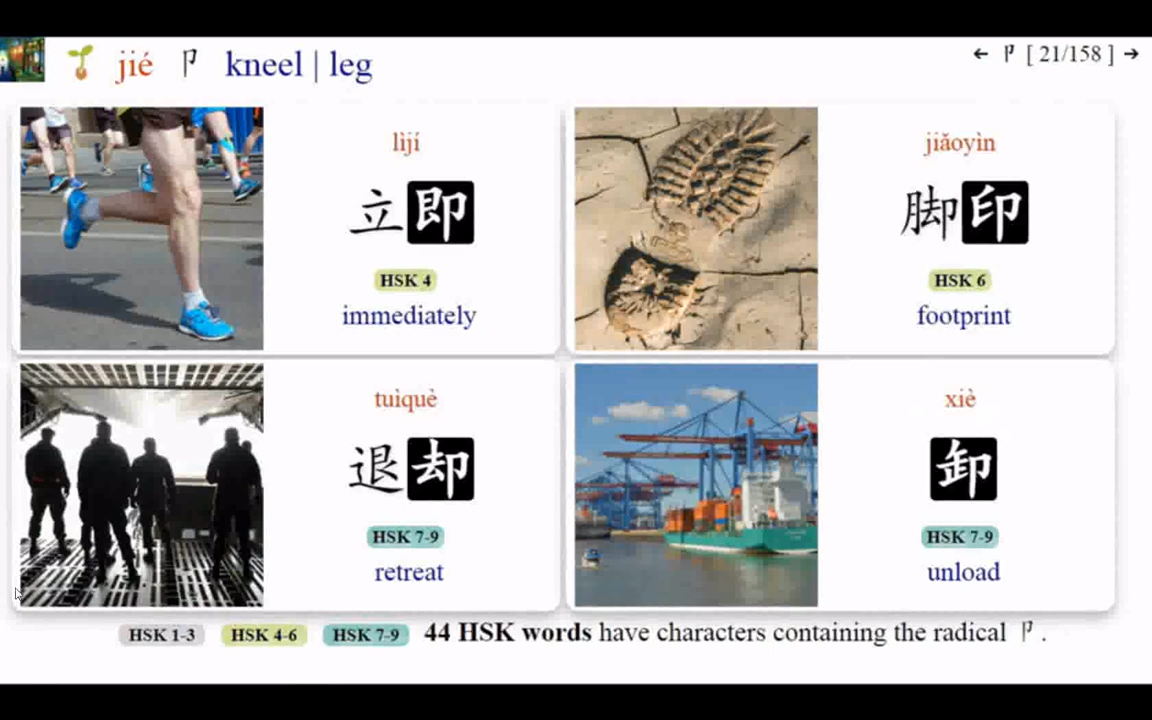 jié 卩 kneel | leg
← 卩 [ 21/158 ] →
lìjí
立即
HSK 4
immediately
jiǎoyìn
脚印
HSK 6
footprint
tuìquè
退却
HSK 7-9
retreat
xiè
卸
HSK 7-9
unload
HSK 1-3 HSK 4-6 HSK 7-9 44 HSK words have characters containing the radical 卩 .